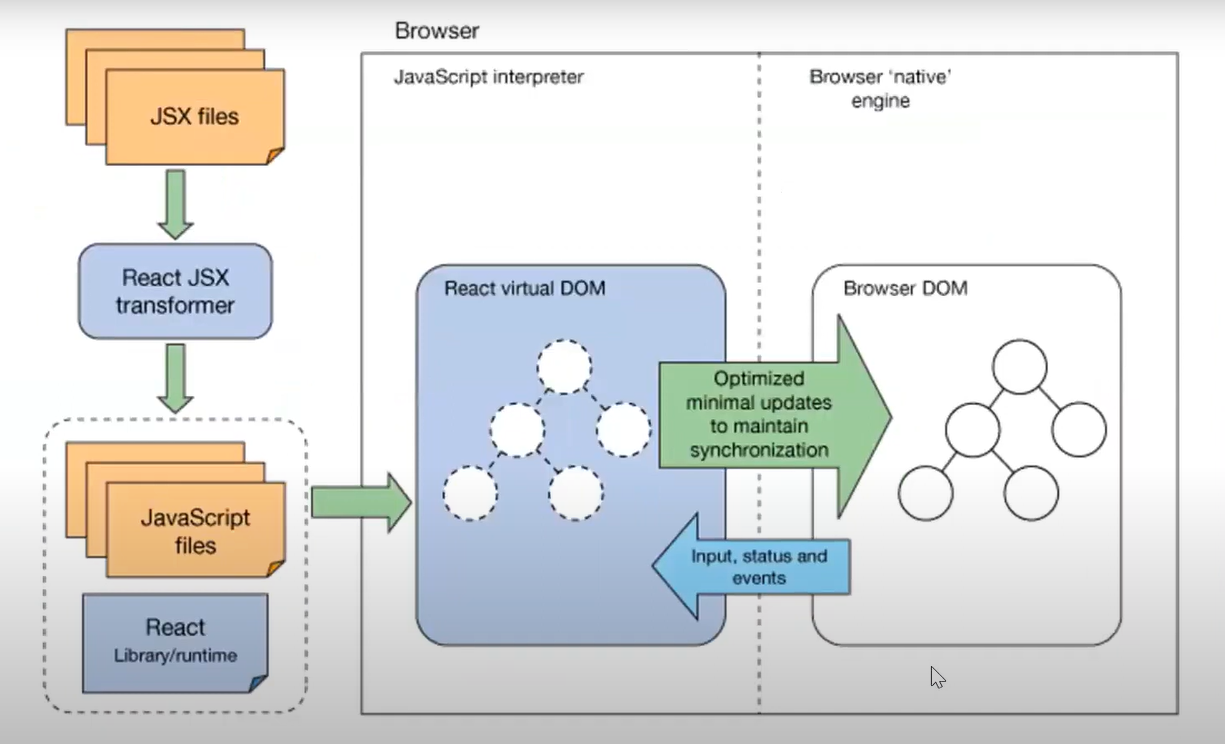 Browser
JavaScript interpreter
Browser ‘native’
engine
JSX files
React JSX
transformer
JavaScript
files
React
Library/runtime
React virtual DOM
Optimized
minimal updates
to maintain
synchronization
Input, status and
events
Browser DOM